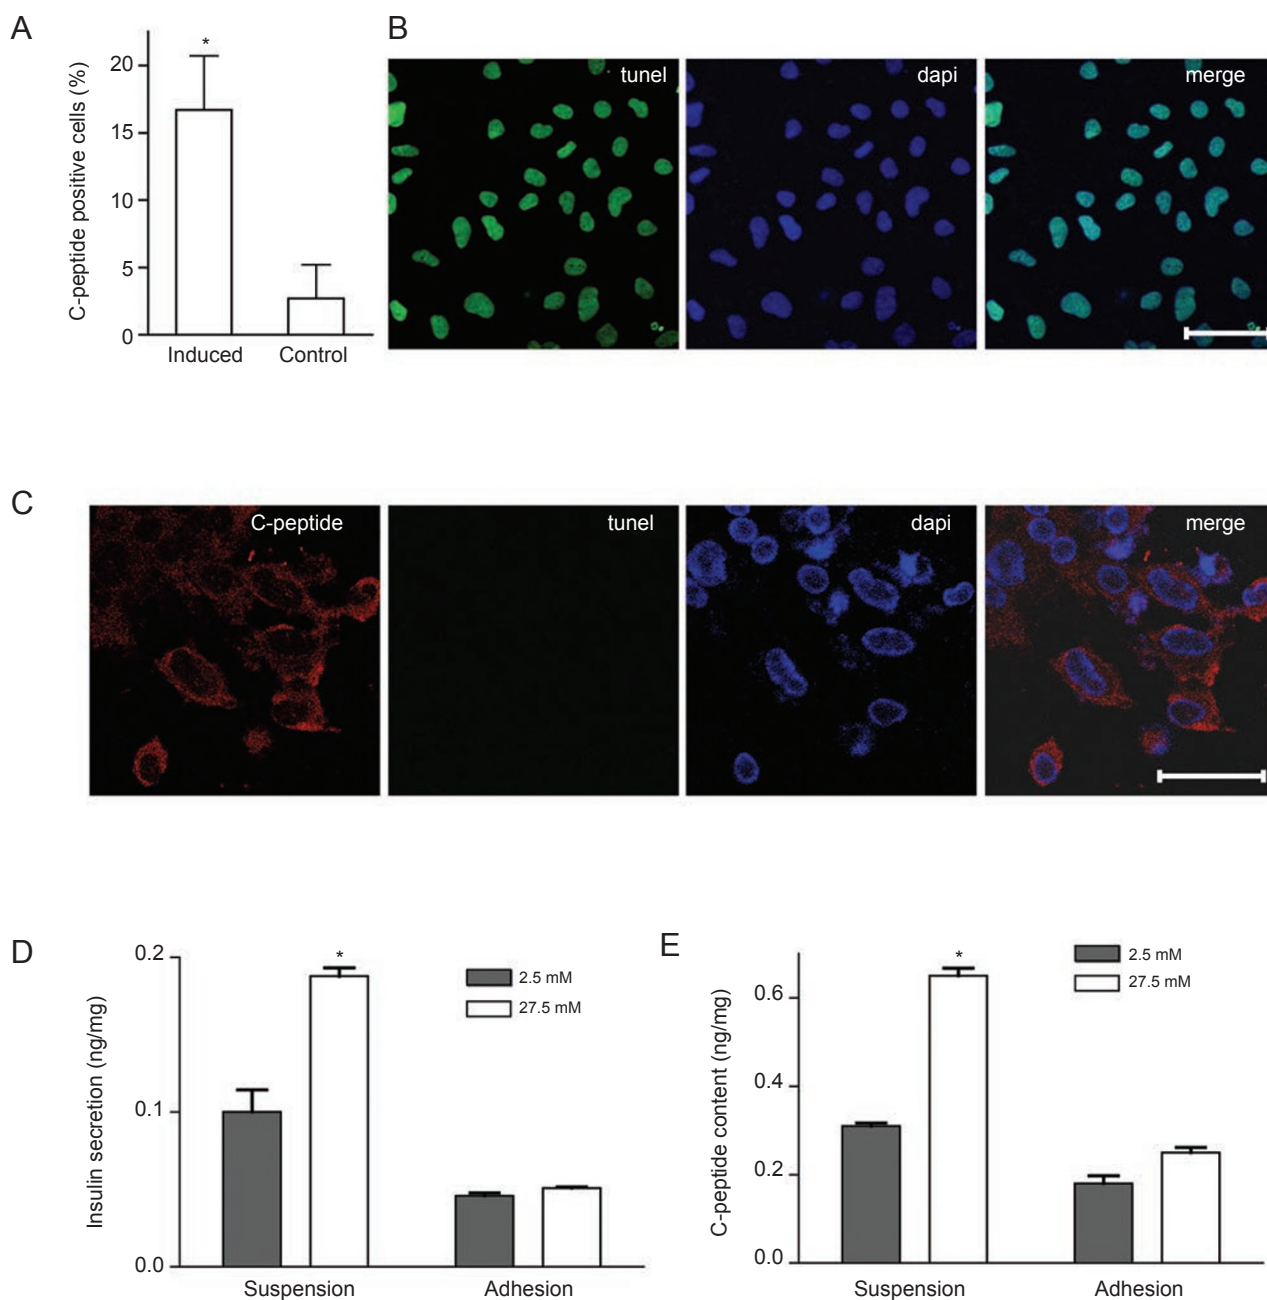 A
C-peptide positive cells (%)
20
15
10
5
0
*
Induced
Control
B
tunel
dapi
merge
C
C-peptide
tunel
dapi
merge
D
Insulin secretion (ng/mg)
0.2
0.1
0.0
*
2.5 mM
27.5 mM
Suspension
Adhesion
E
C-peptide content (ng/mg)
0.6
0.4
0.2
0.0
*
2.5 mM
27.5 mM
Suspension
Adhesion